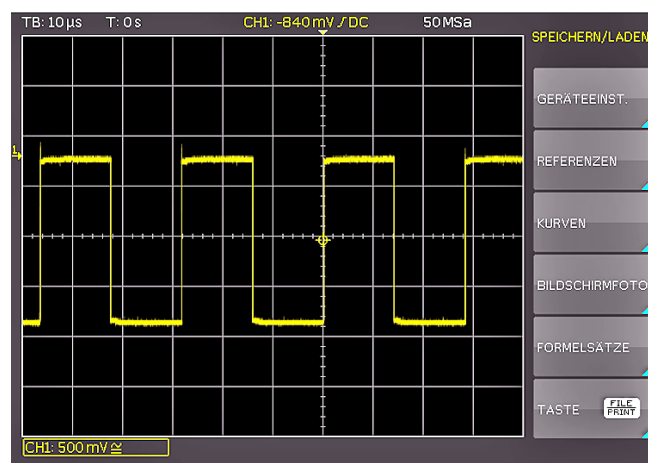 TB: 10 µs T: 0 s CH1: -840 mV ⎍ DC 50 MSa
SPEICHERN/LADEN
GERÄTEEINST.
1
REFERENZEN
KURVEN
BILDSCHIRMFOTO
FORMELSÄTZE
TASTE FILE PRINT
CH1: 500 mV ≅